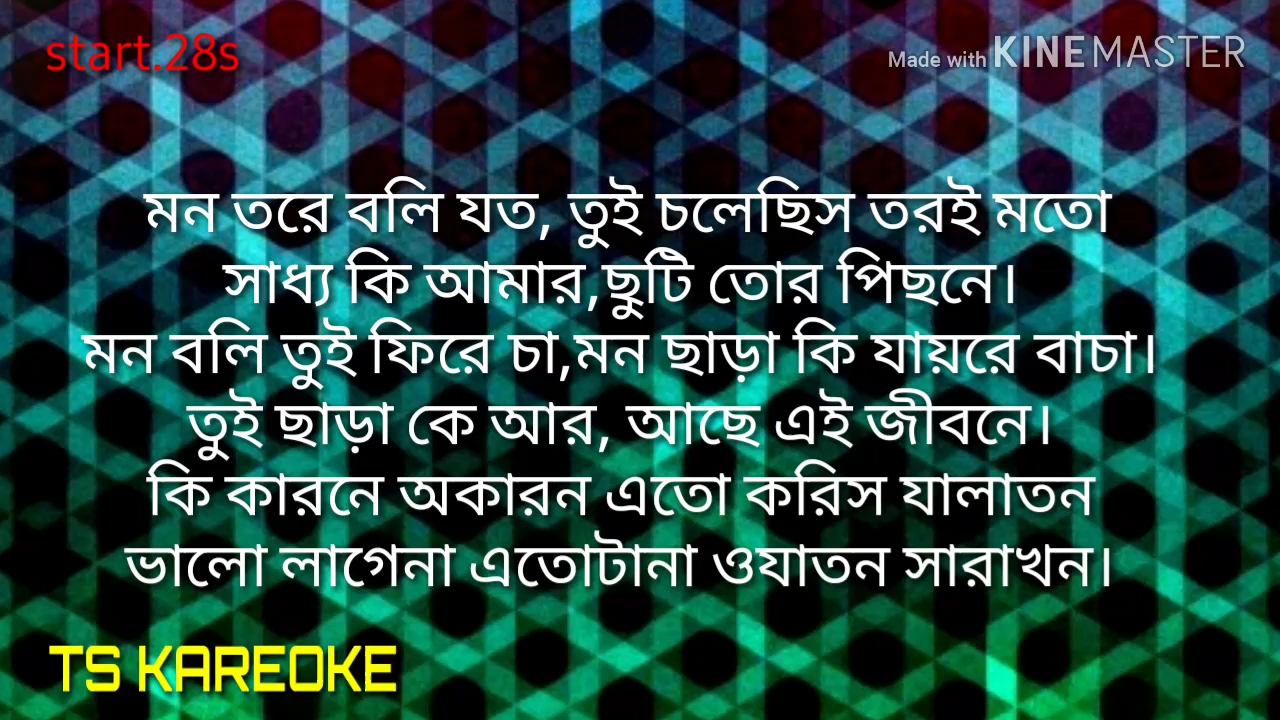 start.28s
Made with KINEMASTER
মন তরে বলি যত, তুই চলেছিস তরই মতো
সাধ্য কি আমার,ছুটি তোর পিছনে।
মন বলি তুই ফিরে চা,মন ছাড়া কি যায়রে বাচা।
তুই ছাড়া কে আর, আছে এই জীবনে।
কি কারনে অকারন এতো করিস যালাতন
ভালো লাগেনা এতোটানা ওযাতন সারাখন।
TS KAREOKE